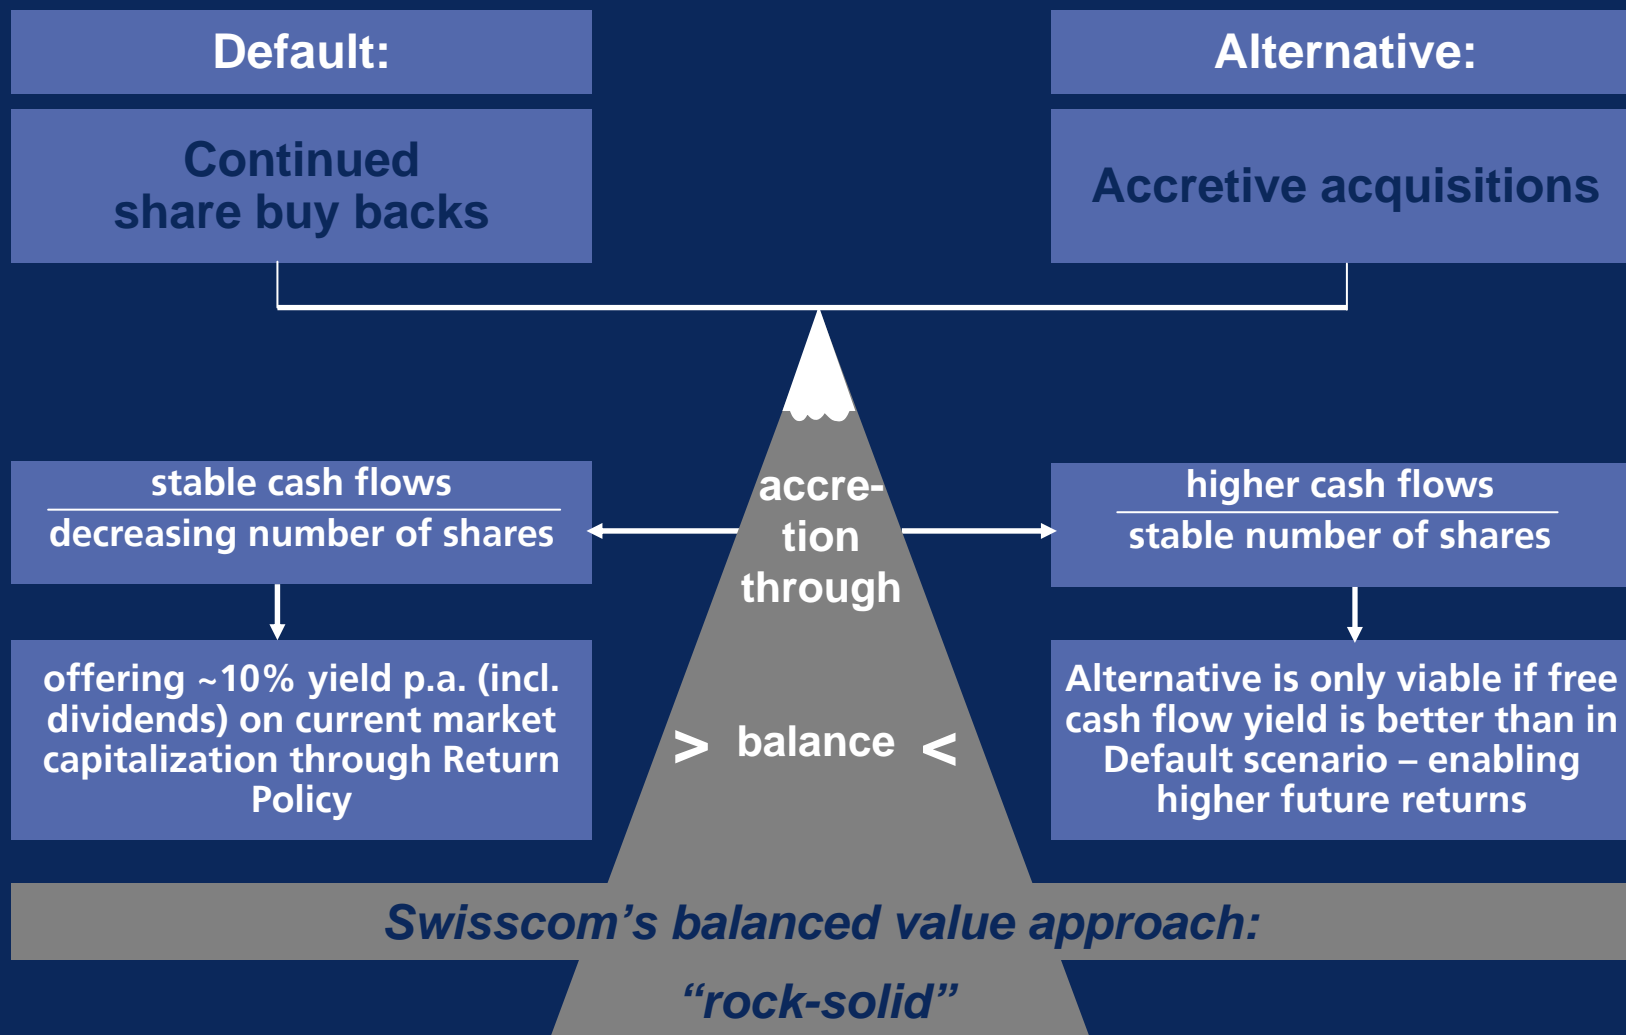 Default:
Alternative:
Continued
share buy backs
Accretive acquisitions
stable cash flows
decreasing number of shares
accre-
tion
through
higher cash flows
stable number of shares
offering ~10% yield p.a. (incl.
dividends) on current market
capitalization through Return
Policy
> balance <
Alternative is only viable if free
cash flow yield is better than in
Default scenario – enabling
higher future returns
Swisscom’s balanced value approach:
“rock-solid”